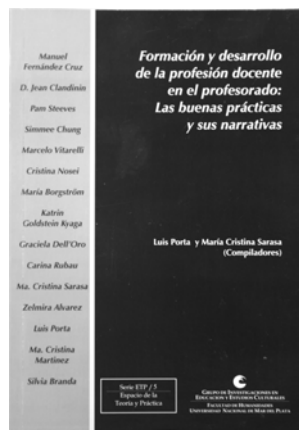 Manuel
Fernández Cruz
D. Jean Clandinin
Pam Steeves
Simmee Chung
Marcelo Vitarelli
Cristina Nosei
María Borgström
Katrin
Goldstein Kyaga
Graciela Dell'Oro
Carina Rubau
Ma. Cristina Sarasa
Zelmira Alvarez
Luis Porta
Ma. Cristina
Martinez
Silvia Branda
Formación y desarrollo
de la profesión docente
en el profesorado:
Las buenas prácticas
y sus narrativas
Luis Porta y María Cristina Sarasa
(Compiladores)
Serie ETP / 5
Espacio de la
Teoría y Práctica
Grupo de Investigaciones en
Educacion y Estudios Culturales
Facultad de Humanidades
Universidad Nacional de Mar del Plata